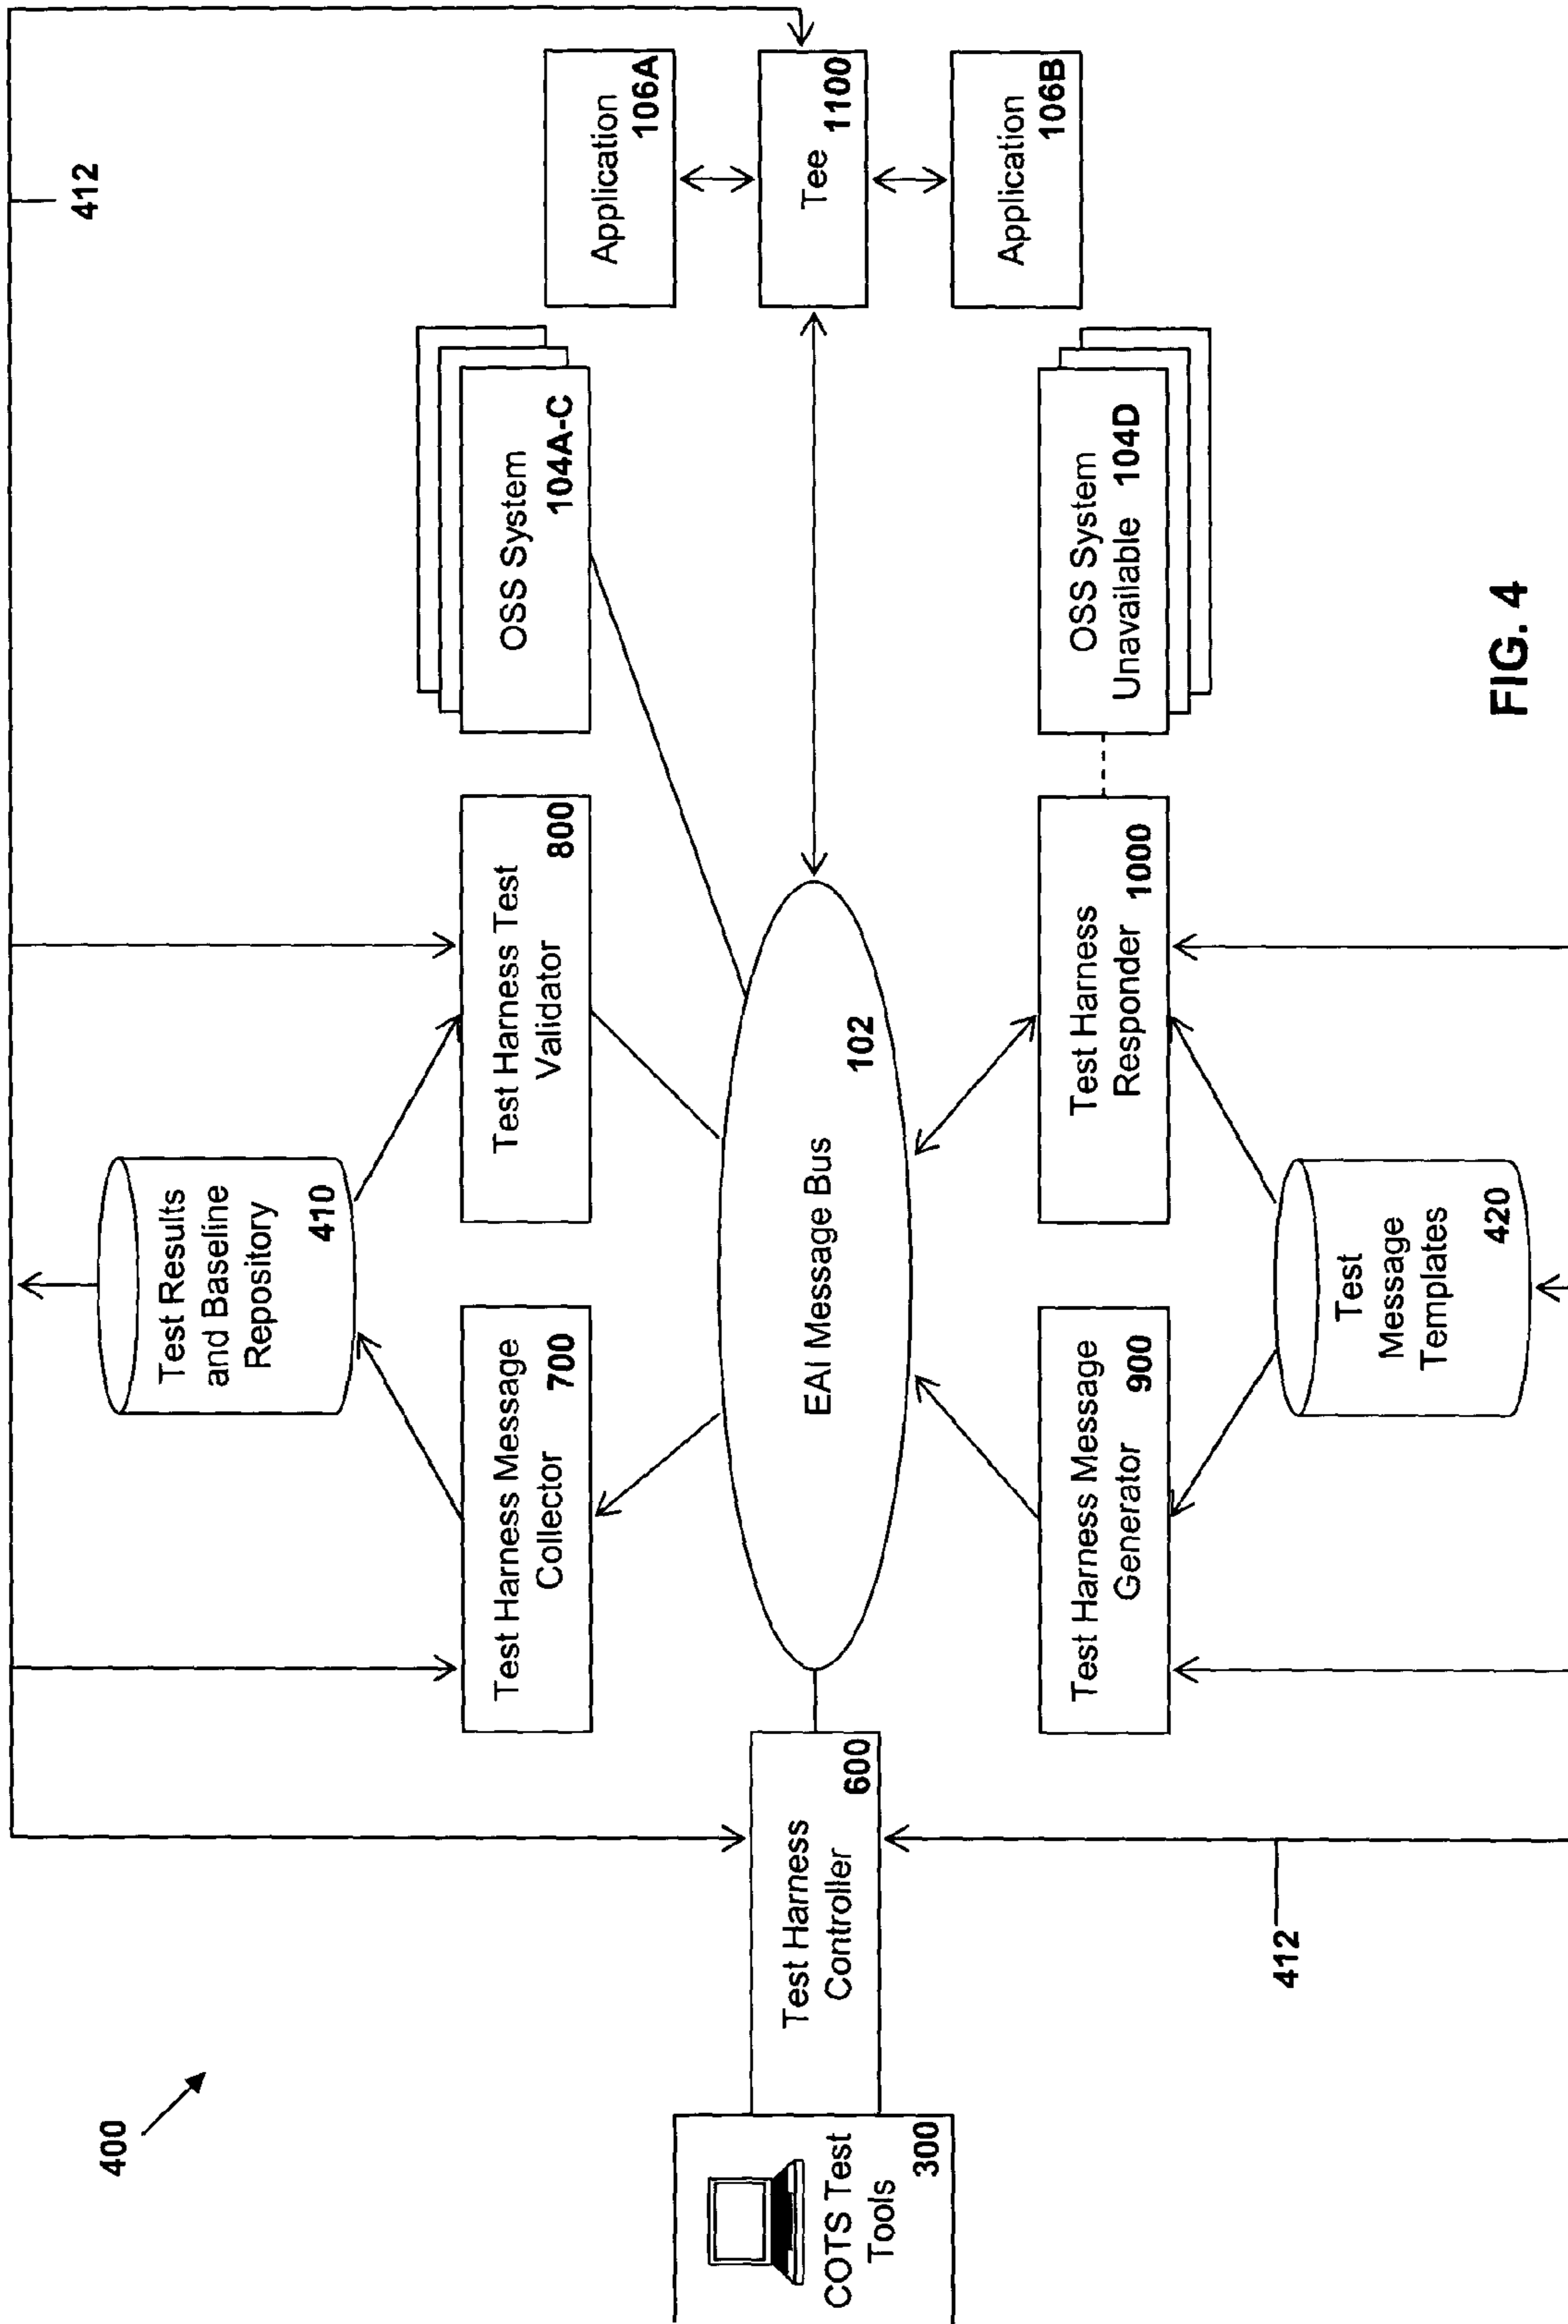 400
412
Test Results
and Baseline
Repository
410
Test Harness Message
Collector 700
Test Harness Test
Validator 800
OSS System
104A-C
Application
106A
COTS Test
Tools
300
Test Harness
Controller
600
EAI Message Bus
102
Tee
1100
Test Harness Message
Generator 900
Test Harness
Responder 1000
OSS System
Unavailable 104D
Application
106B
412
Test
Message
Templates
420
FIG. 4